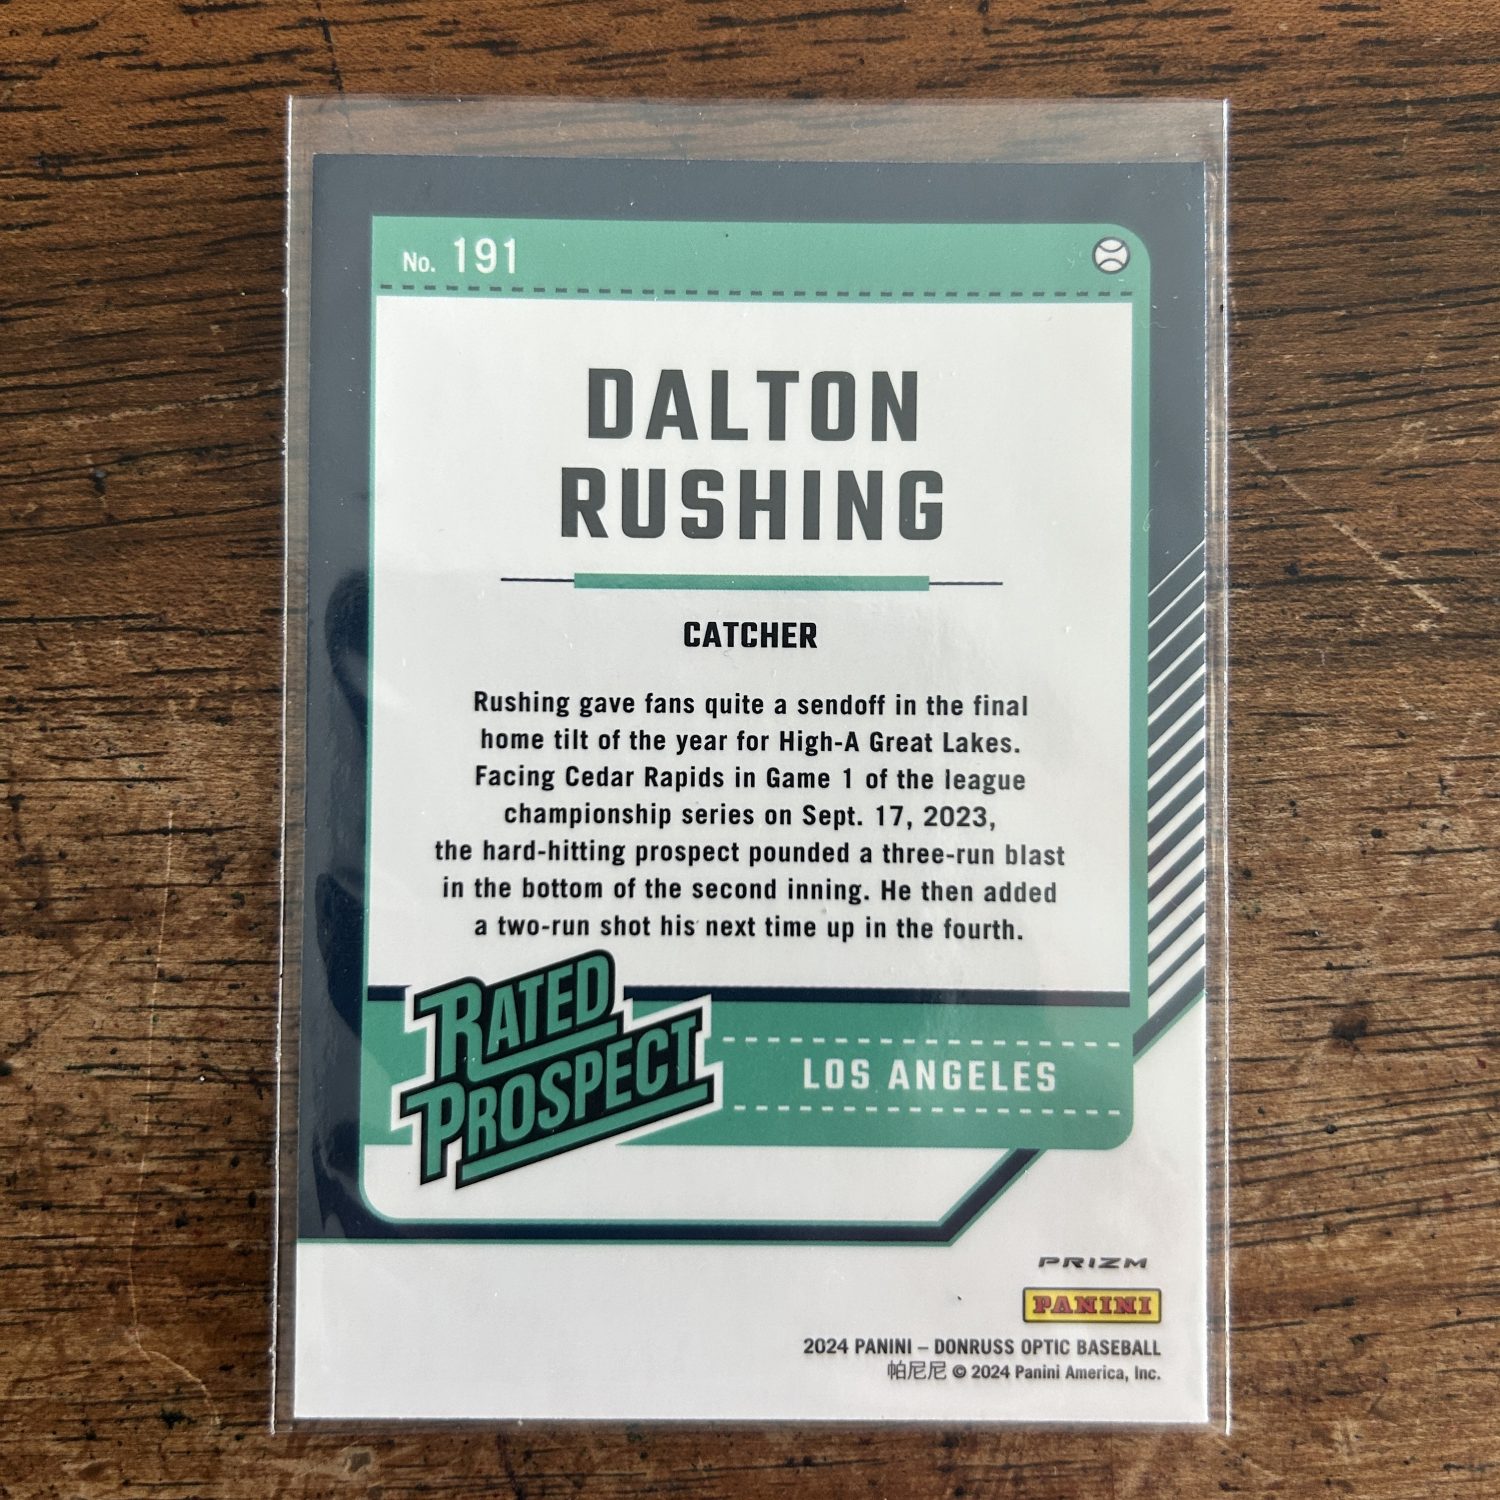 No. 191
DALTON
RUSHING
CATCHER
Rushing gave fans quite a sendoff in the final
home tilt of the year for High-A Great Lakes.
Facing Cedar Rapids in Game 1 of the league
championship series on Sept. 17, 2023,
the hard-hitting prospect pounded a three-run blast
in the bottom of the second inning. He then added
a two-run shot his next time up in the fourth.
RATED
PROSPECT
LOS ANGELES
PRIZM
PANINI
2024 PANINI – DONRUSS OPTIC BASEBALL
帕尼尼 © 2024 Panini America, Inc.